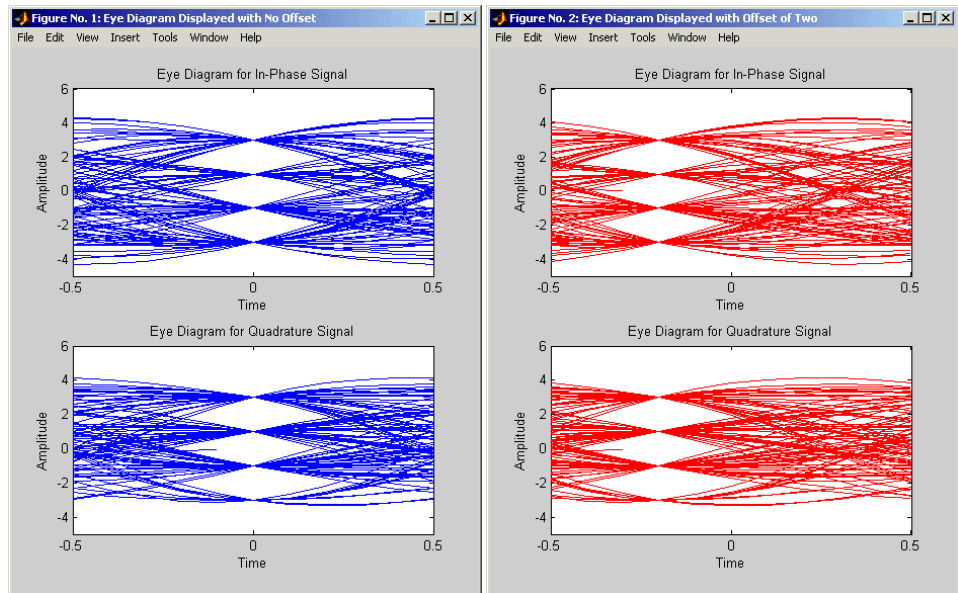 Figure No. 1: Eye Diagram Displayed with No Offset
File Edit View Insert Tools Window Help
Eye Diagram for In-Phase Signal
6
4
2
0
-2
-4
Amplitude
-0.5 0 0.5
Time
Eye Diagram for Quadrature Signal
6
4
2
0
-2
-4
Amplitude
-0.5 0 0.5
Time
Figure No. 2: Eye Diagram Displayed with Offset of Two
File Edit View Insert Tools Window Help
Eye Diagram for In-Phase Signal
6
4
2
0
-2
-4
Amplitude
-0.5 0 0.5
Time
Eye Diagram for Quadrature Signal
6
4
2
0
-2
-4
Amplitude
-0.5 0 0.5
Time